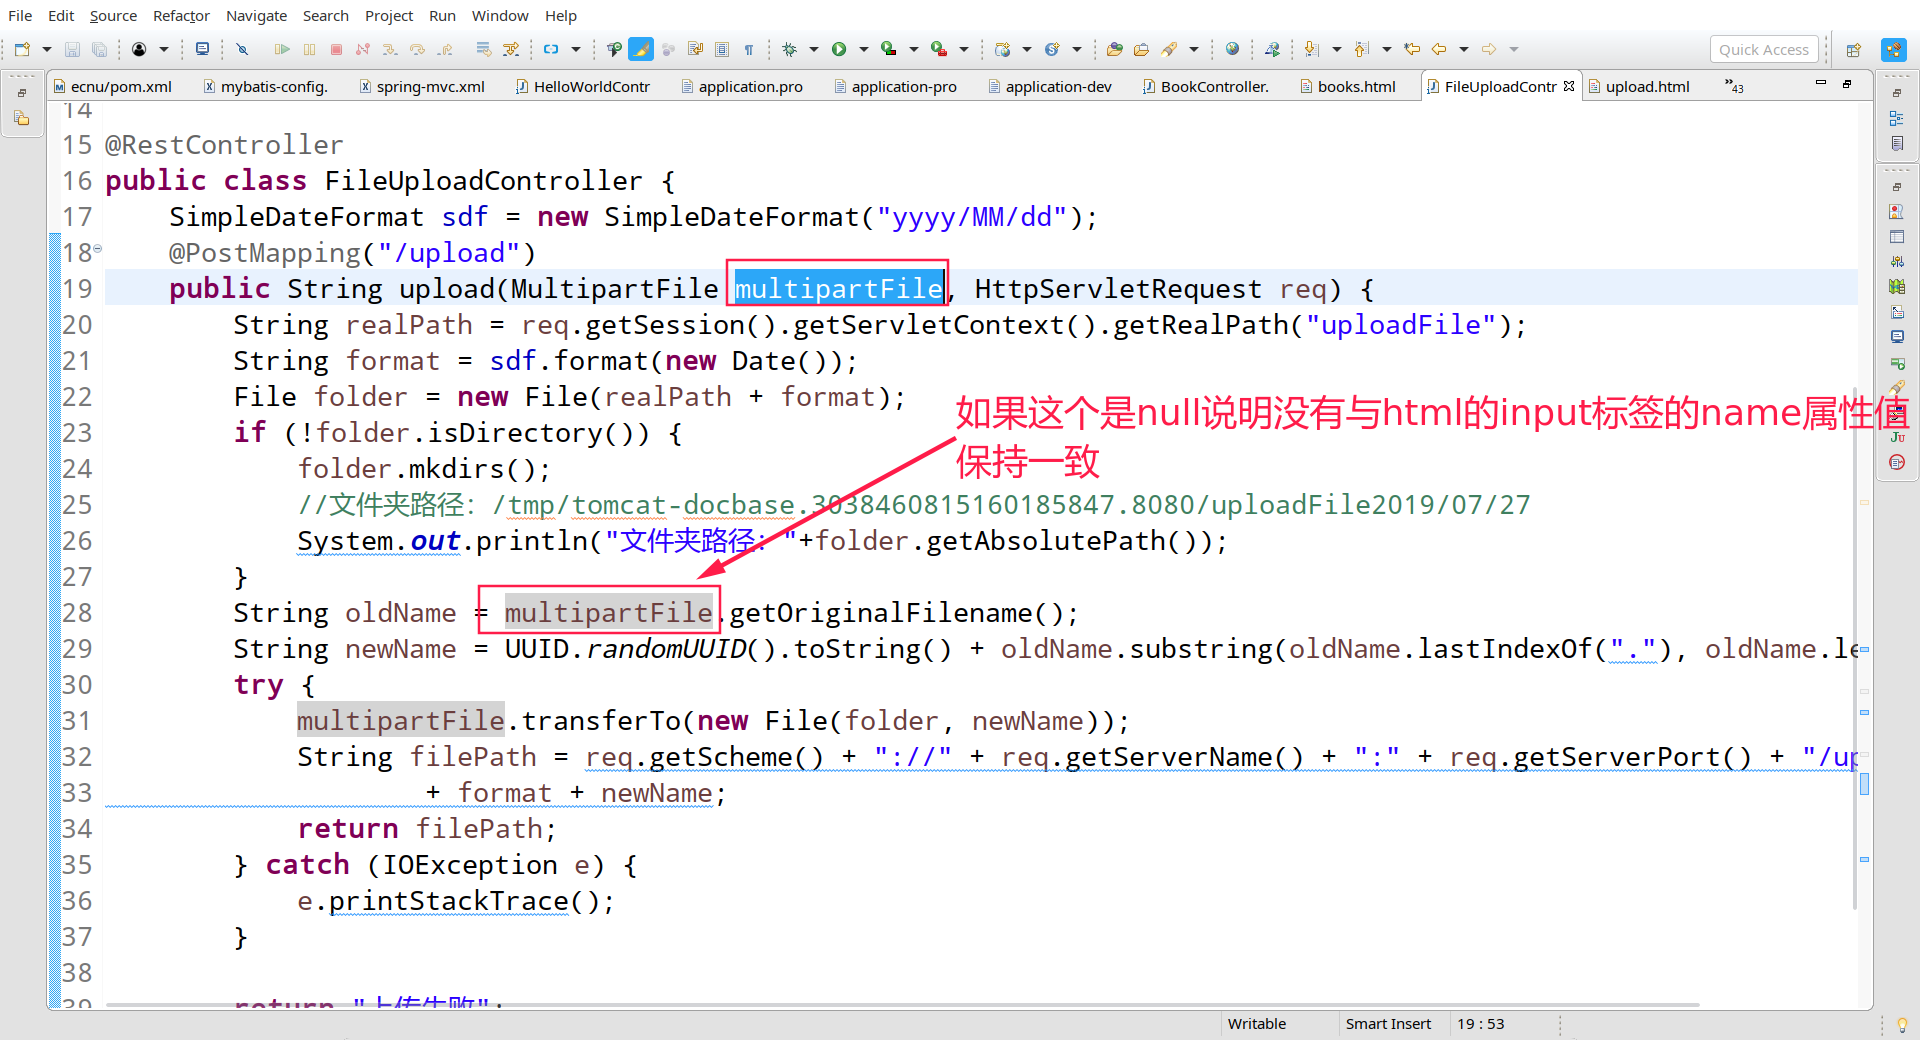 File Edit Source Refactor Navigate Search Project Run Window Help
Quick Access
ecnu/pom.xml mybatis-config. spring-mvc.xml HelloWorldContr application.pro application-pro application-dev BookController. books.html FileUploadContr upload.html »43
14
15 @RestController
16 public class FileUploadController {
17 SimpleDateFormat sdf = new SimpleDateFormat("yyyy/MM/dd");
18 @PostMapping("/upload")
19 public String upload(MultipartFile multipartFile, HttpServletRequest req) {
20 String realPath = req.getSession().getServletContext().getRealPath("uploadFile");
21 String format = sdf.format(new Date());
22 File folder = new File(realPath + format);
如果这个是null说明没有与html的input标签的name属性值
保持一致
23 if (!folder.isDirectory()) {
24 folder.mkdirs();
25 //文件夹路径：/tmp/tomcat-docbase.3038460815160185847.8080/uploadFile2019/07/27
26 System.out.println("文件夹路径："+folder.getAbsolutePath());
27 }
28 String oldName = multipartFile.getOriginalFilename();
29 String newName = UUID.randomUUID().toString() + oldName.substring(oldName.lastIndexOf("."), oldName.le
30 try {
31 multipartFile.transferTo(new File(folder, newName));
32 String filePath = req.getScheme() + "://" + req.getServerName() + ":" + req.getServerPort() + "/up
33 + format + newName;
34 return filePath;
35 } catch (IOException e) {
36 e.printStackTrace();
37 }
38
39 return "上传失败";
Writable Smart Insert 19 : 53